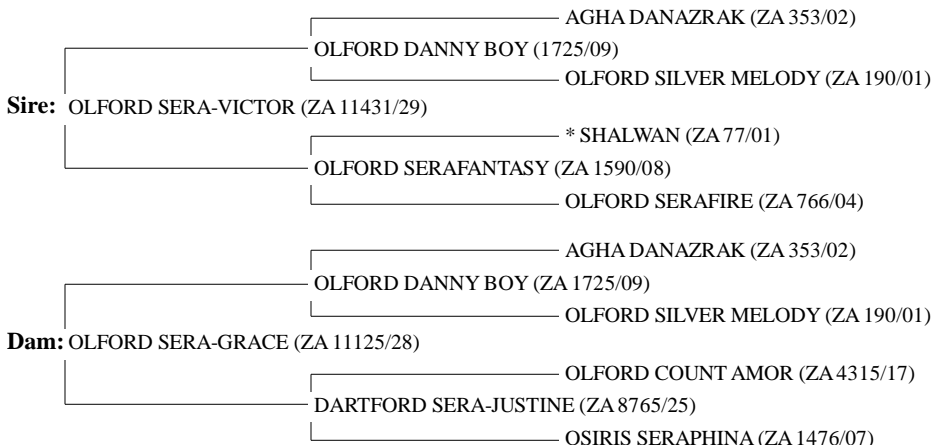 AGHA DANAZRAK (ZA 353/02)
OLFORD DANNY BOY (1725/09)
OLFORD SILVER MELODY (ZA 190/01)
Sire: OLFORD SERA-VICTOR (ZA 11431/29)
* SHALWAN (ZA 77/01)
OLFORD SERAFANTASY (ZA 1590/08)
OLFORD SERAFIRE (ZA 766/04)
AGHA DANAZRAK (ZA 353/02)
OLFORD DANNY BOY (ZA 1725/09)
OLFORD SILVER MELODY (ZA 190/01)
Dam: OLFORD SERA-GRACE (ZA 11125/28)
OLFORD COUNT AMOR (ZA 4315/17)
DARTFORD SERA-JUSTINE (ZA 8765/25)
OSIRIS SERAPHINA (ZA 1476/07)